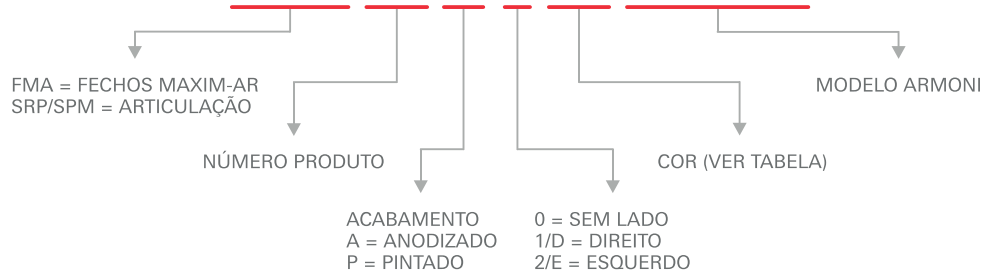 FMA = FECHOS MAXIM-AR
SRP/SPM = ARTICULAÇÃO
MODELO ARMONI
NÚMERO PRODUTO
COR (VER TABELA)
ACABAMENTO
A = ANODIZADO
P = PINTADO
0 = SEM LADO
1/D = DIREITO
2/E = ESQUERDO